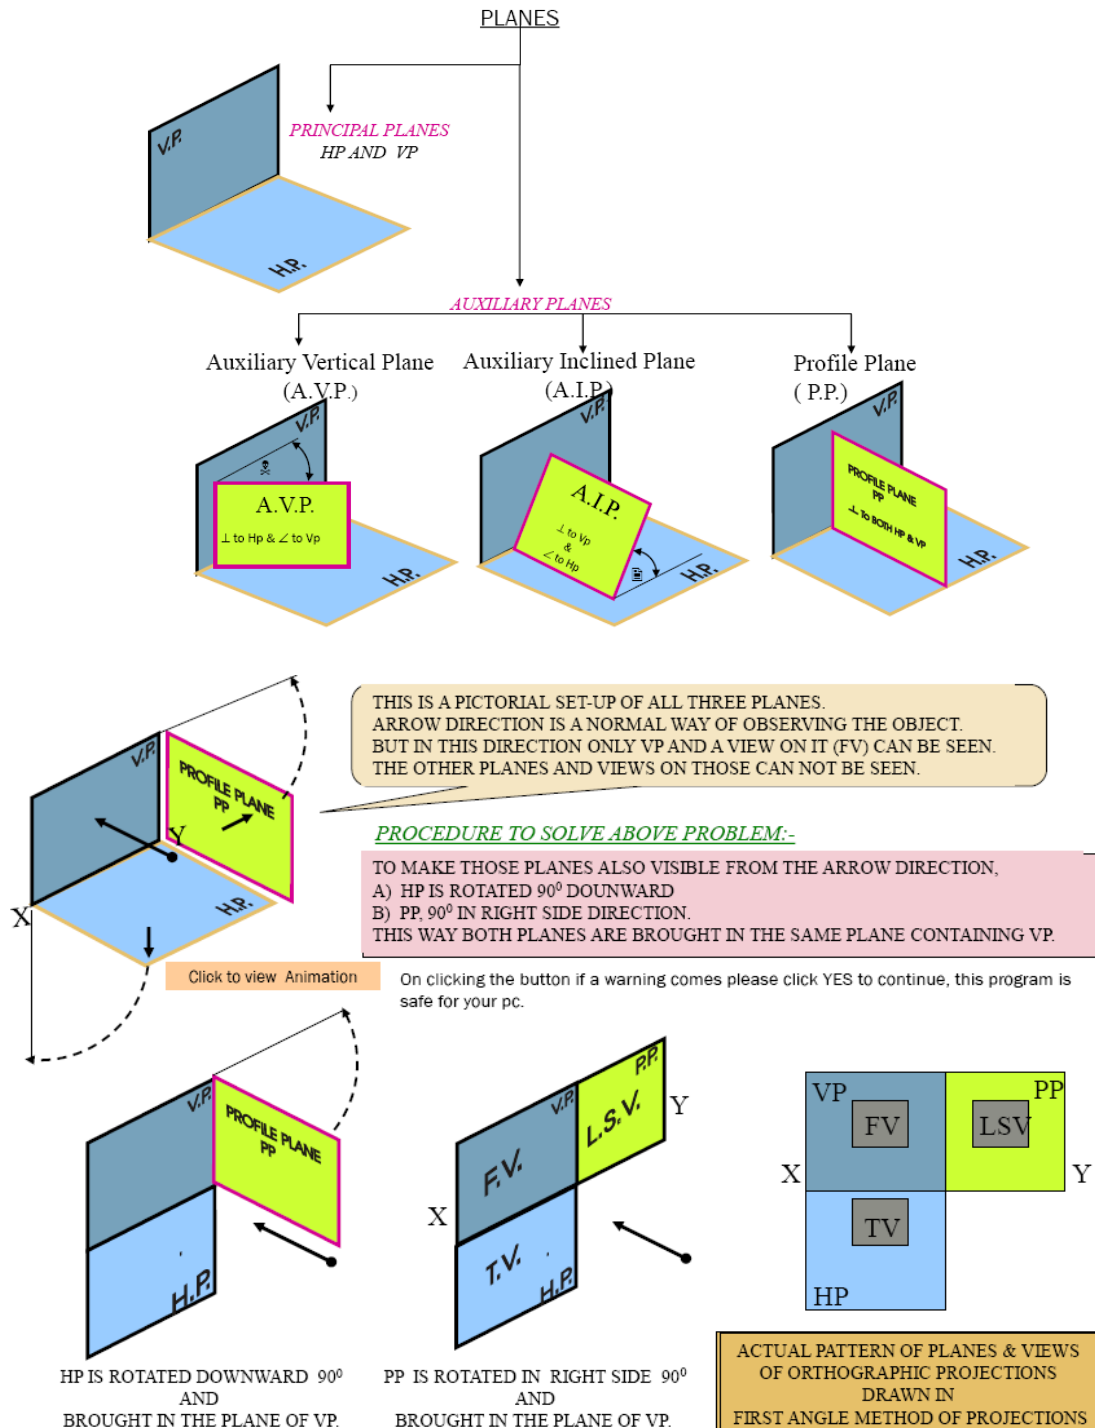 PLANES
PRINCIPAL PLANES
HP AND VP
V.P.
H.P.
AUXILIARY PLANES
Auxiliary Vertical Plane
(A.V.P.)
Auxiliary Inclined Plane
(A.I.P.)
Profile Plane
( P.P.)
V.P.
A.V.P.
⊥ to Hp & ∠ to Vp
H.P.
V.P.
A.I.P.
⊥ to Vp
&
∠ to Hp
H.P.
V.P.
PROFILE PLANE
PP
⊥ To BOTH HP & VP
H.P.
THIS IS A PICTORIAL SET-UP OF ALL THREE PLANES.
ARROW DIRECTION IS A NORMAL WAY OF OBSERVING THE OBJECT.
BUT IN THIS DIRECTION ONLY VP AND A VIEW ON IT (FV) CAN BE SEEN.
THE OTHER PLANES AND VIEWS ON THOSE CAN NOT BE SEEN.
V.P.
PROFILE PLANE
PP
Y
X
H.P.
PROCEDURE TO SOLVE ABOVE PROBLEM:-
TO MAKE THOSE PLANES ALSO VISIBLE FROM THE ARROW DIRECTION,
A) HP IS ROTATED 90⁰ DOUNWARD
B) PP, 90⁰ IN RIGHT SIDE DIRECTION.
THIS WAY BOTH PLANES ARE BROUGHT IN THE SAME PLANE CONTAINING VP.
Click to view Animation
On clicking the button if a warning comes please click YES to continue, this program is
safe for your pc.
V.P.
PROFILE PLANE
PP
H.P.
HP IS ROTATED DOWNWARD 90⁰
AND
BROUGHT IN THE PLANE OF VP.
P.P.
V.P.
L.S.V.
Y
F.V.
X
T.V.
H.P.
PP IS ROTATED IN RIGHT SIDE 90⁰
AND
BROUGHT IN THE PLANE OF VP.
VP
PP
FV
LSV
X
Y
TV
HP
ACTUAL PATTERN OF PLANES & VIEWS
OF ORTHOGRAPHIC PROJECTIONS
DRAWN IN
FIRST ANGLE METHOD OF PROJECTIONS